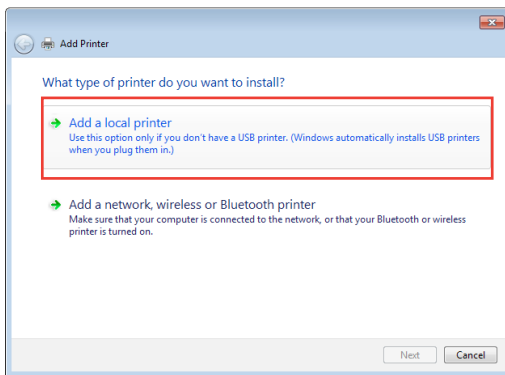 Add Printer
What type of printer do you want to install?
Add a local printer
Use this option only if you don't have a USB printer. (Windows automatically installs USB printers
when you plug them in.)
Add a network, wireless or Bluetooth printer
Make sure that your computer is connected to the network, or that your Bluetooth or wireless
printer is turned on.
Next Cancel